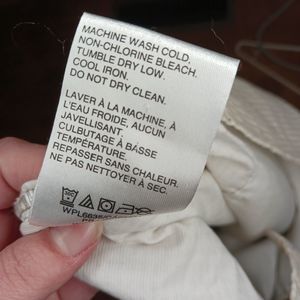 MACHINE WASH COLD.
NON-CHLORINE BLEACH.
TUMBLE DRY LOW.
COOL IRON.
DO NOT DRY CLEAN.
LAVER À LA MACHINE, À
L'EAU FROIDE, AUCUN
JAVELLISANT.
CULBUTAGE À BASSE
TEMPÉRATURE.
REPASSER SANS CHALEUR.
NE PAS NETTOYER À SEC.